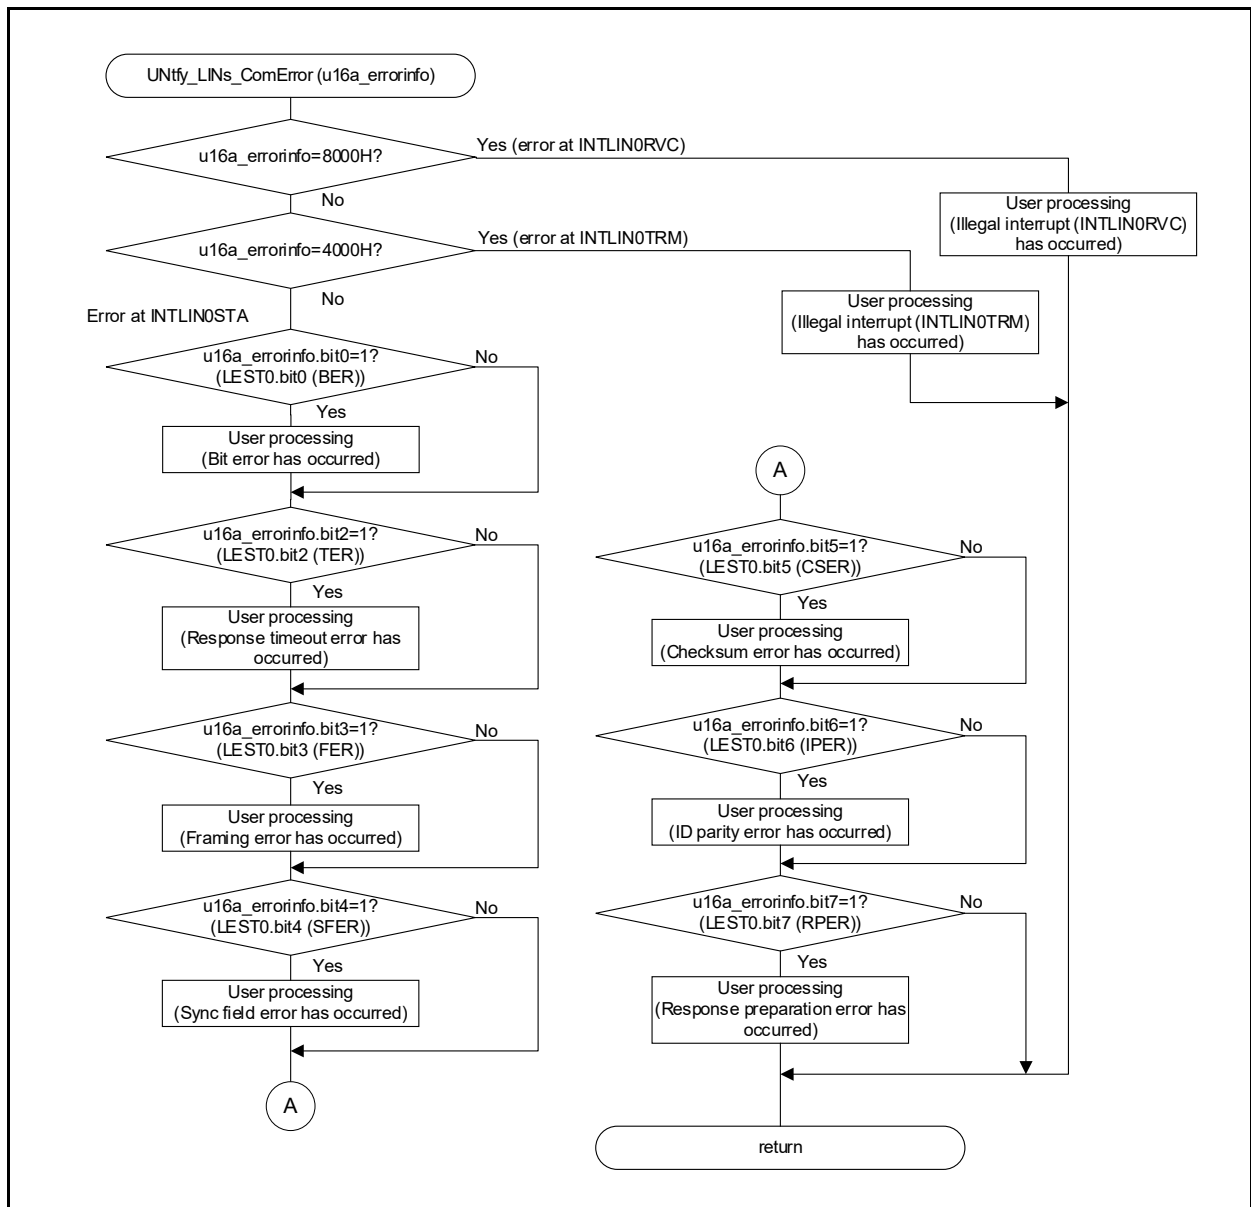 UNtfy_LINs_ComError (u16a_errorinfo)
u16a_errorinfo=8000H?
Yes (error at INTLIN0RVC)
No
User processing
(Illegal interrupt (INTLIN0RVC)
has occurred)
u16a_errorinfo=4000H?
Yes (error at INTLIN0TRM)
No
User processing
(Illegal interrupt (INTLIN0TRM)
has occurred)
Error at INTLIN0STA
u16a_errorinfo.bit0=1?
(LEST0.bit0 (BER))
No
Yes
User processing
(Bit error has occurred)
u16a_errorinfo.bit2=1?
(LEST0.bit2 (TER))
No
Yes
User processing
(Response timeout error has
occurred)
u16a_errorinfo.bit3=1?
(LEST0.bit3 (FER))
No
Yes
User processing
(Framing error has occurred)
u16a_errorinfo.bit4=1?
(LEST0.bit4 (SFER))
No
Yes
User processing
(Sync field error has occurred)
A
A
u16a_errorinfo.bit5=1?
(LEST0.bit5 (CSER))
No
Yes
User processing
(Checksum error has occurred)
u16a_errorinfo.bit6=1?
(LEST0.bit6 (IPER))
No
Yes
User processing
(ID parity error has occurred)
u16a_errorinfo.bit7=1?
(LEST0.bit7 (RPER))
No
Yes
User processing
(Response preparation error has
occurred)
return